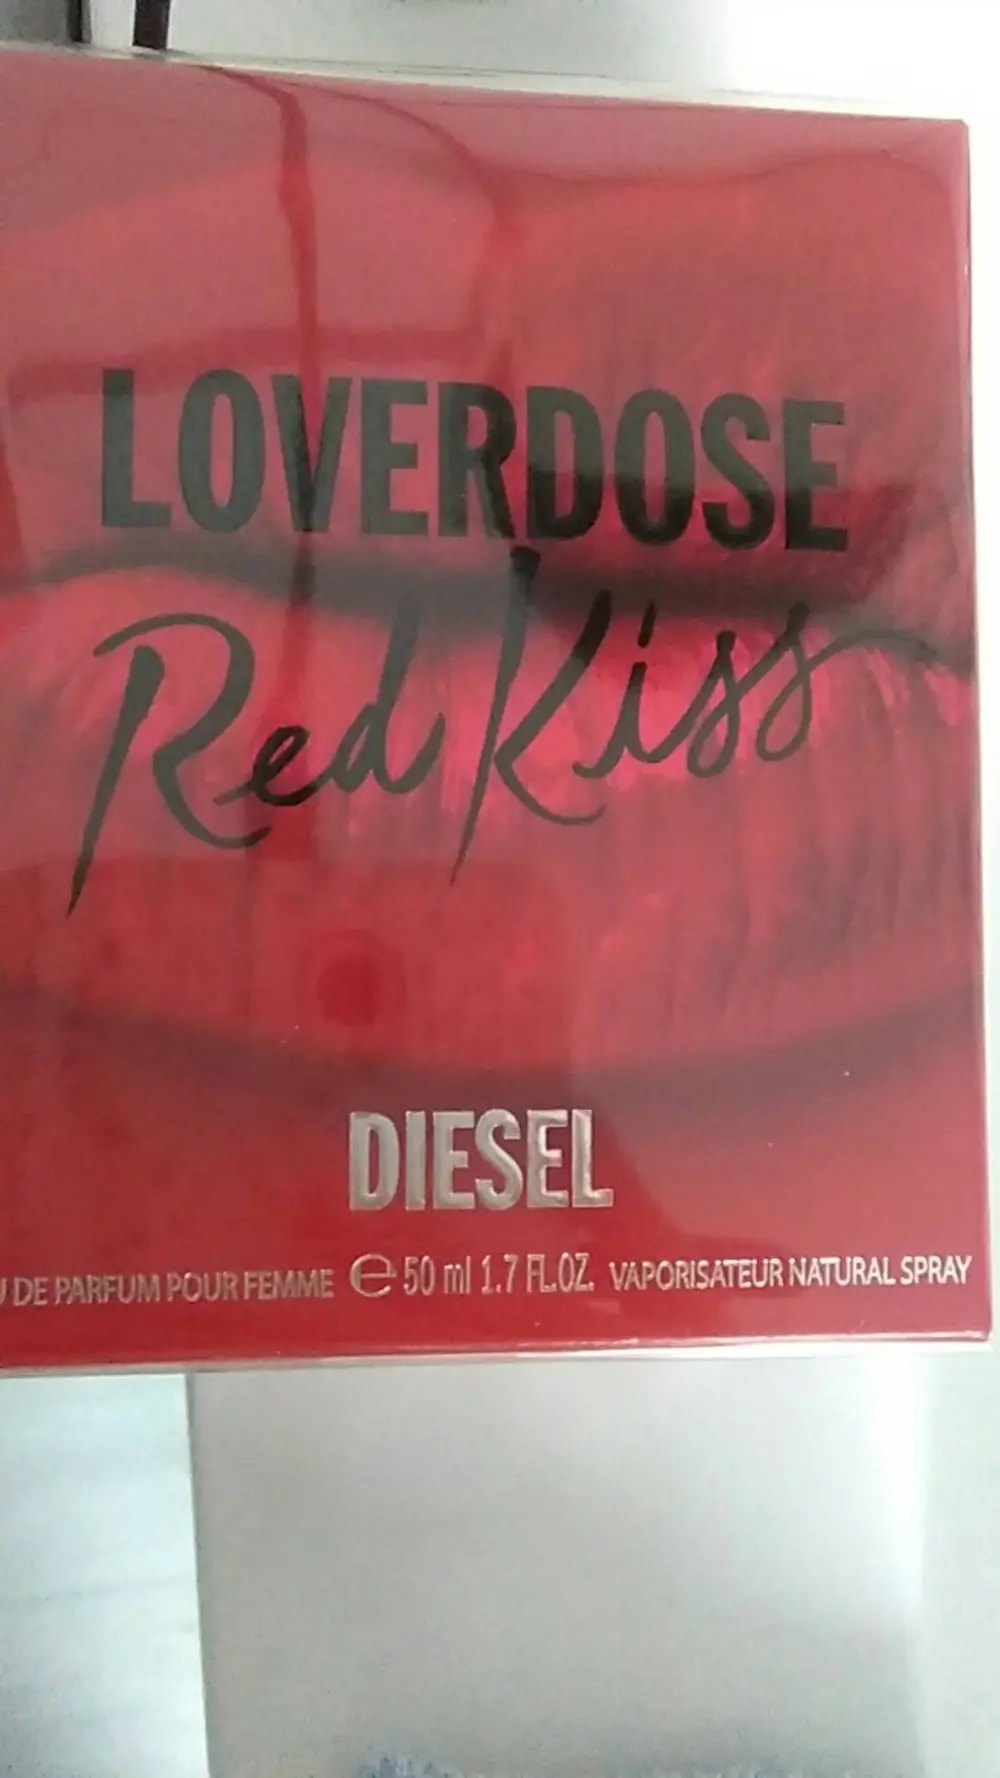 LOVERDOSE
Red Kiss
DIESEL
DE PARFUM POUR FEMME ℮ 50 ml 1.7 FL.OZ. VAPORISATEUR NATURAL SPRAY